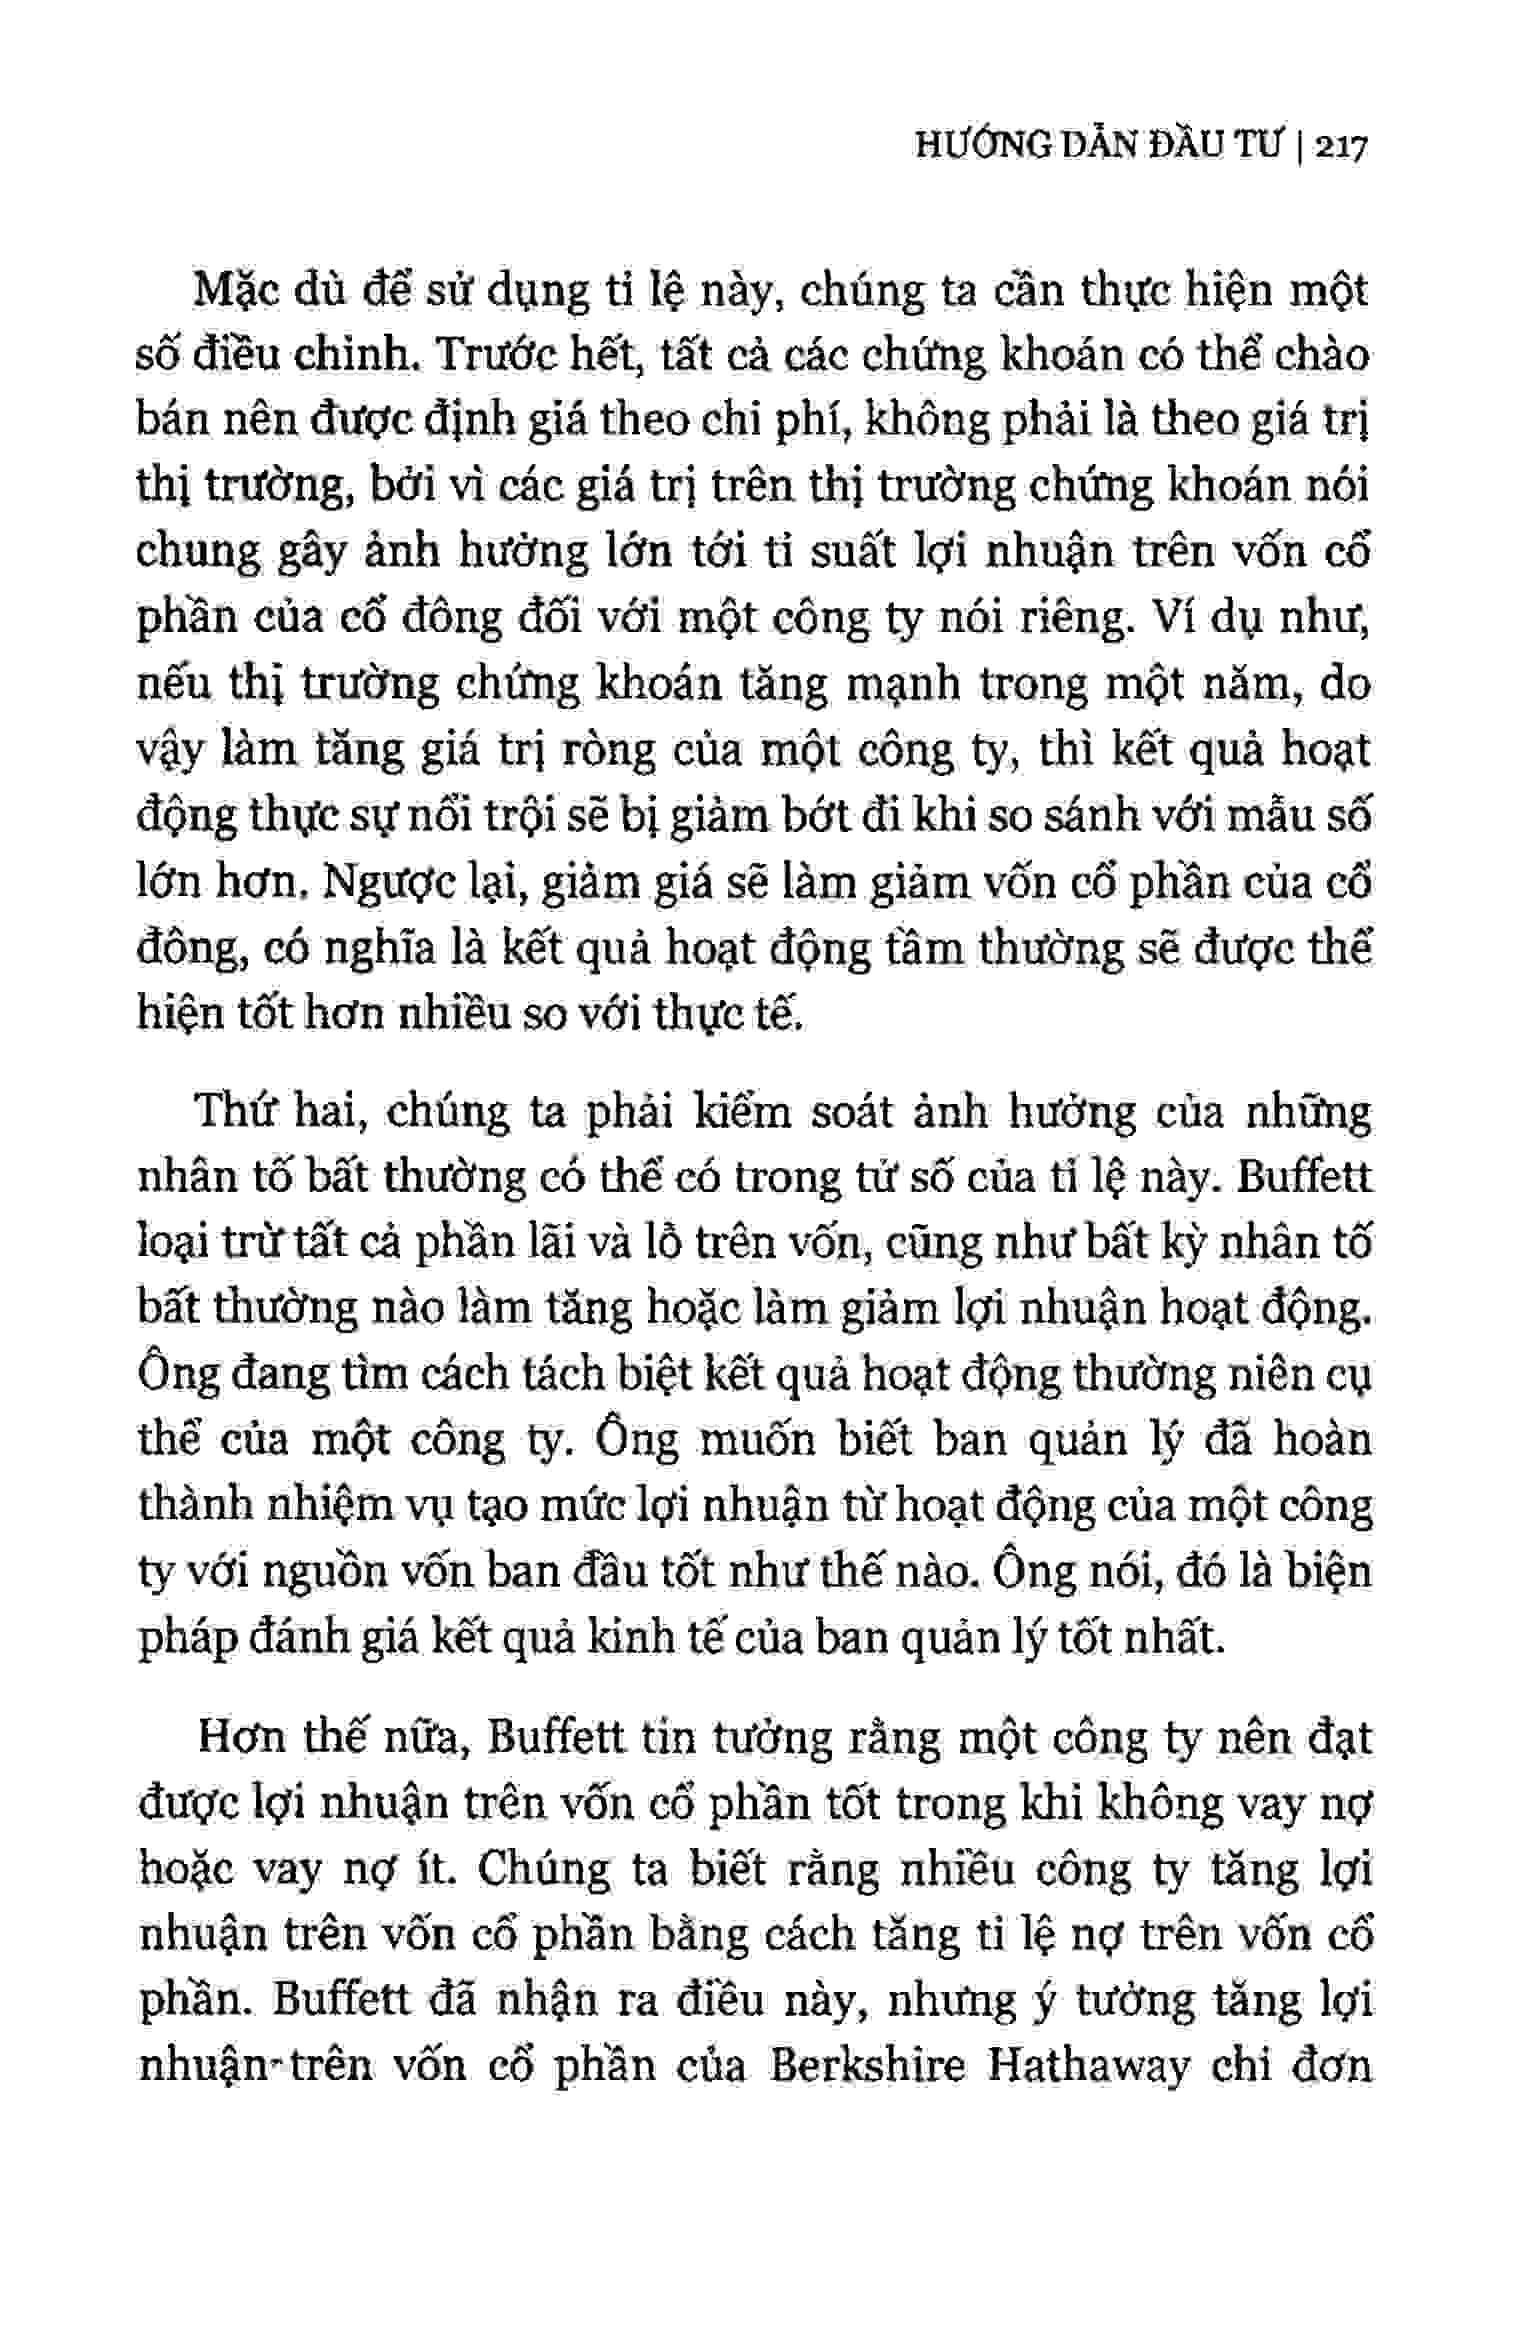 HƯỚNG DẪN ĐẦU TƯ | 217
Mặc dù để sử dụng tỉ lệ này, chúng ta cần thực hiện một
số điều chỉnh. Trước hết, tất cả các chứng khoán có thể chào
bán nên được định giá theo chi phí, không phải là theo giá trị
thị trường, bởi vì các giá trị trên thị trường chứng khoán nói
chung gây ảnh hưởng lớn tới tỉ suất lợi nhuận trên vốn cổ
phần của cổ đông đối với một công ty nói riêng. Ví dụ như,
nếu thị trường chứng khoán tăng mạnh trong một năm, do
vậy làm tăng giá trị ròng của một công ty, thì kết quả hoạt
động thực sự nổi trội sẽ bị giảm bớt đi khi so sánh với mẫu số
lớn hơn. Ngược lại, giảm giá sẽ làm giảm vốn cổ phần của cổ
đông, có nghĩa là kết quả hoạt động tầm thường sẽ được thể
hiện tốt hơn nhiều so với thực tế.
Thứ hai, chúng ta phải kiểm soát ảnh hưởng của những
nhân tố bất thường có thể có trong tử số của tỉ lệ này. Buffett
loại trừ tất cả phần lãi và lỗ trên vốn, cũng như bất kỳ nhân tố
bất thường nào làm tăng hoặc làm giảm lợi nhuận hoạt động.
Ông đang tìm cách tách biệt kết quả hoạt động thường niên cụ
thể của một công ty. Ông muốn biết ban quản lý đã hoàn
thành nhiệm vụ tạo mức lợi nhuận từ hoạt động của một công
ty với nguồn vốn ban đầu tốt như thế nào. Ông nói, đó là biện
pháp đánh giá kết quả kinh tế của ban quản lý tốt nhất.
Hơn thế nữa, Buffett tin tưởng rằng một công ty nên đạt
được lợi nhuận trên vốn cổ phần tốt trong khi không vay nợ
hoặc vay nợ ít. Chúng ta biết rằng nhiều công ty tăng lợi
nhuận trên vốn cổ phần bằng cách tăng tỉ lệ nợ trên vốn cổ
phần. Buffett đã nhận ra điều này, nhưng ý tưởng tăng lợi
nhuận trên vốn cổ phần của Berkshire Hathaway chỉ đơn